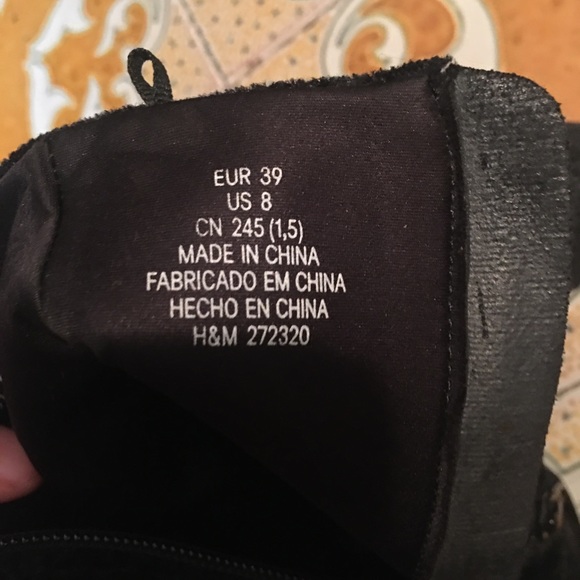 EUR 39
US 8
CN 245 (1,5)
MADE IN CHINA
FABRICADO EM CHINA
HECHO EN CHINA
H&M 272320